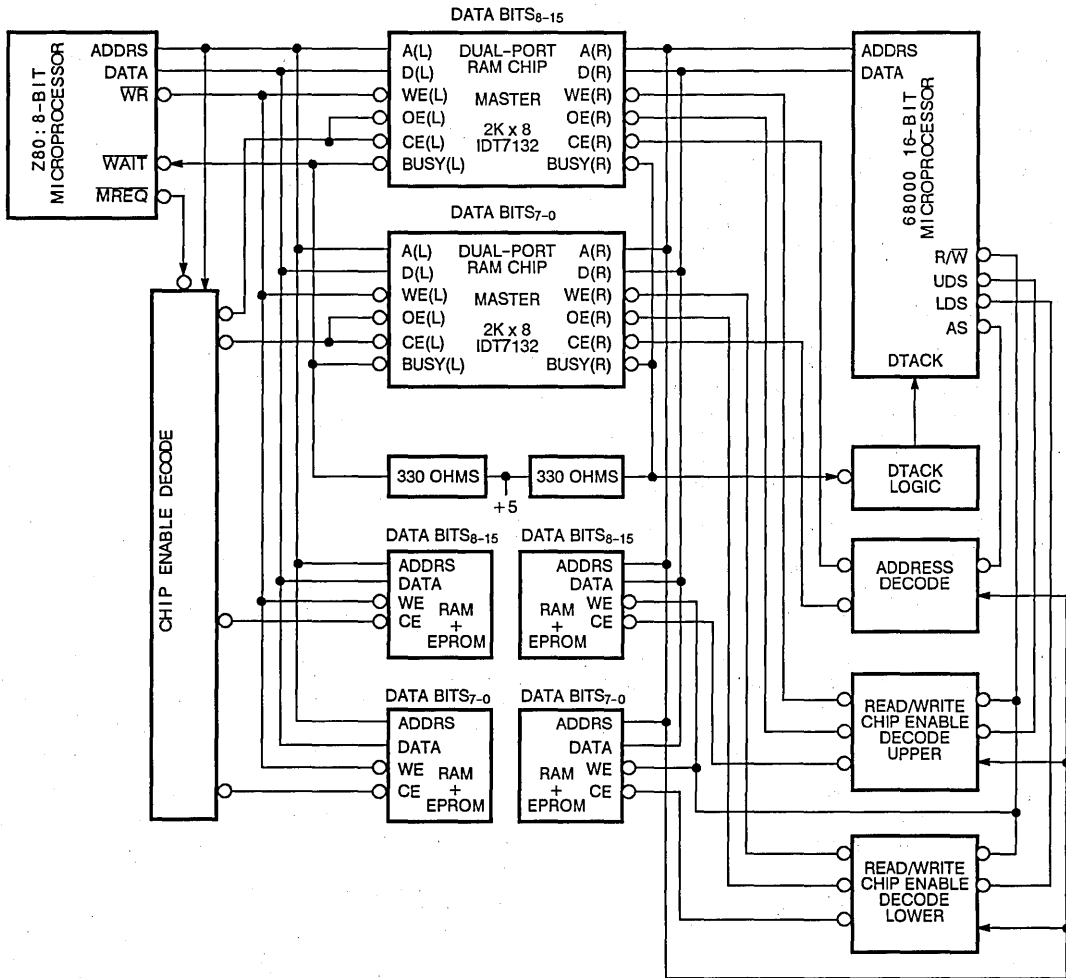 DATA BITS8-15
Z80: 8-BIT
MICROPROCESSOR
ADDRS
DATA
WR
WAIT
MREQ
A(L)
D(L)
WE(L)
OE(L)
CE(L)
BUSY(L)
DUAL-PORT
RAM CHIP
MASTER
2K x 8
IDT7132
A(R)
D(R)
WE(R)
OE(R)
CE(R)
BUSY(R)
ADDRS
DATA
68000 16-BIT
MICROPROCESSOR
R/W
UDS
LDS
AS
DTACK
DATA BITS7-0
A(L)
D(L)
WE(L)
OE(L)
CE(L)
BUSY(L)
DUAL-PORT
RAM CHIP
MASTER
2K x 8
IDT7132
A(R)
D(R)
WE(R)
OE(R)
CE(R)
BUSY(R)
CHIP ENABLE DECODE
330 OHMS
+5
330 OHMS
DTACK
LOGIC
DATA BITS8-15
ADDRS
DATA
WE
CE
RAM
+
EPROM
DATA BITS8-15
ADDRS
DATA
WE
CE
RAM
+
EPROM
ADDRESS
DECODE
DATA BITS7-0
ADDRS
DATA
WE
CE
RAM
+
EPROM
DATA BITS7-0
ADDRS
DATA
WE
CE
RAM
+
EPROM
READ/WRITE
CHIP ENABLE
DECODE
UPPER
READ/WRITE
CHIP ENABLE
DECODE
LOWER